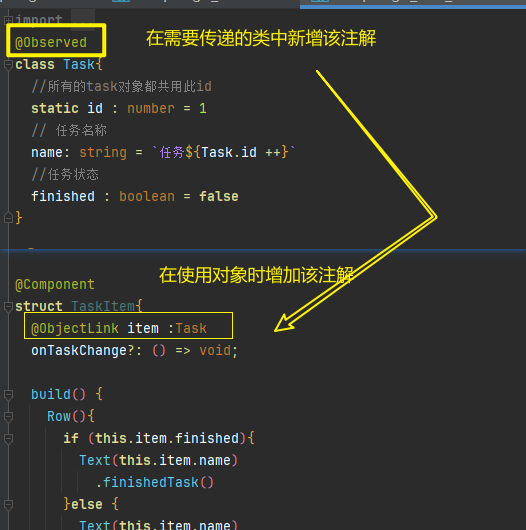 import ...
@Observed
在需要传递的类中新增该注解
class Task{
//所有的task对象都共用此id
static id : number = 1
// 任务名称
name: string = `任务${Task.id ++}`
//任务状态
finished : boolean = false
}
在使用对象时增加该注解
@Component
struct TaskItem{
@ObjectLink item :Task
onTaskChange?: () => void;
build() {
Row(){
if (this.item.finished){
Text(this.item.name)
.finishedTask()
}else {
Text(this.item.name)